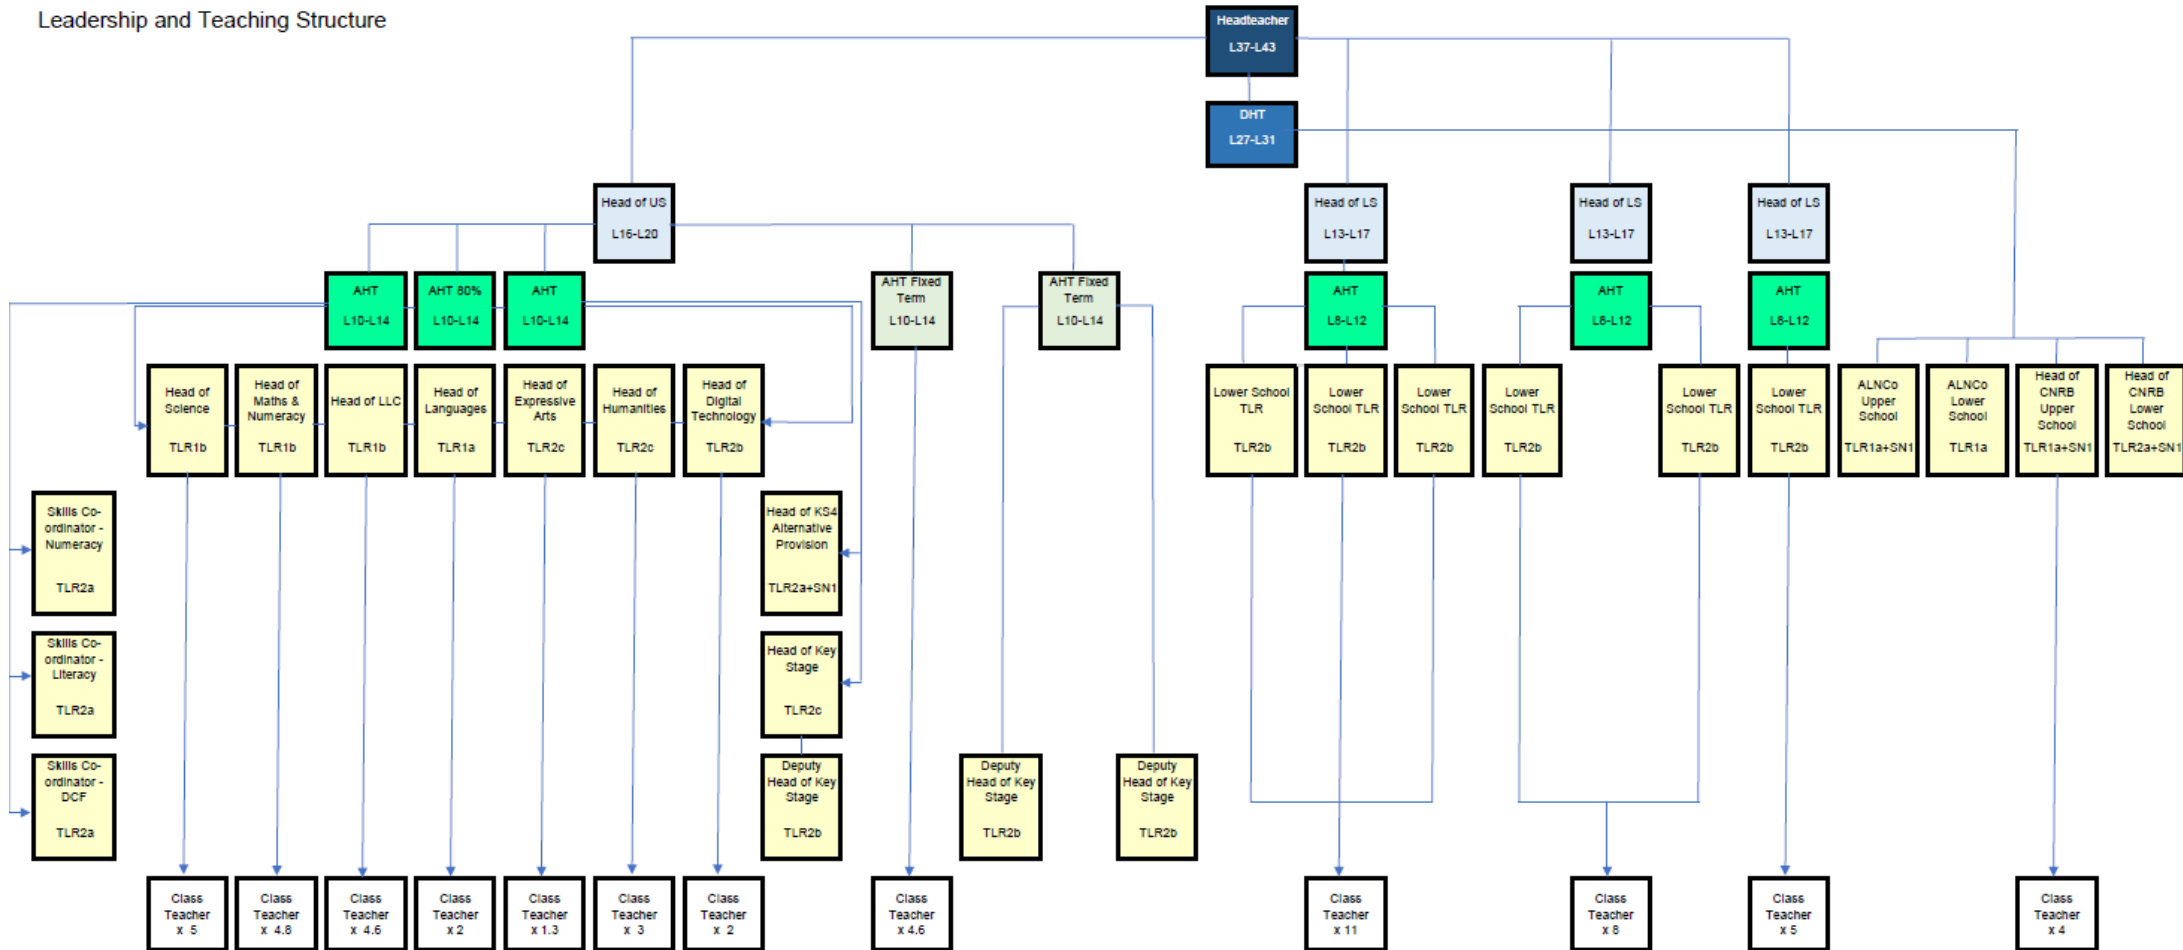 Leadership and Teaching Structure
Headteacher
L37-L43
DHT
L27-L31
Head of US
L16-L20
Head of LS
L13-L17
Head of LS
L13-L17
Head of LS
L13-L17
AHT
L10-L14
AHT 80%
L10-L14
AHT
L10-L14
AHT Fixed
Term
L10-L14
AHT Fixed
Term
L10-L14
AHT
L8-L12
AHT
L8-L12
AHT
L8-L12
Head of
Science
TLR1b
Head of
Maths &
Numeracy
TLR1b
Head of LLC
TLR1b
Head of
Languages
TLR1a
Head of
Expressive
Arts
TLR2c
Head of
Humanities
TLR2c
Head of
Digital
Technology
TLR2b
Lower School
TLR
TLR2b
Lower
School TLR
TLR2b
Lower
School TLR
TLR2b
Lower
School TLR
TLR2b
Lower
School TLR
TLR2b
Lower
School TLR
TLR2b
ALNCo
Upper
School
TLR1a+SN1
ALNCo
Lower
School
TLR1a
Head of
CNRB
Upper
School
TLR1a+SN1
Head of
CNRB
Lower
School
TLR2a+SN1
Skills Co-
ordinator -
Numeracy
TLR2a
Head of KS4
Alternative
Provision
TLR2a+SN1
Skills Co-
ordinator -
Literacy
TLR2a
Head of Key
Stage
TLR2c
Skills Co-
ordinator -
DCF
TLR2a
Deputy
Head of Key
Stage
TLR2b
Deputy
Head of Key
Stage
TLR2b
Deputy
Head of Key
Stage
TLR2b
Class
Teacher
x 5
Class
Teacher
x 4.8
Class
Teacher
x 4.6
Class
Teacher
x 2
Class
Teacher
x 1.3
Class
Teacher
x 3
Class
Teacher
x 2
Class
Teacher
x 4.6
Class
Teacher
x 11
Class
Teacher
x 8
Class
Teacher
x 5
Class
Teacher
x 4